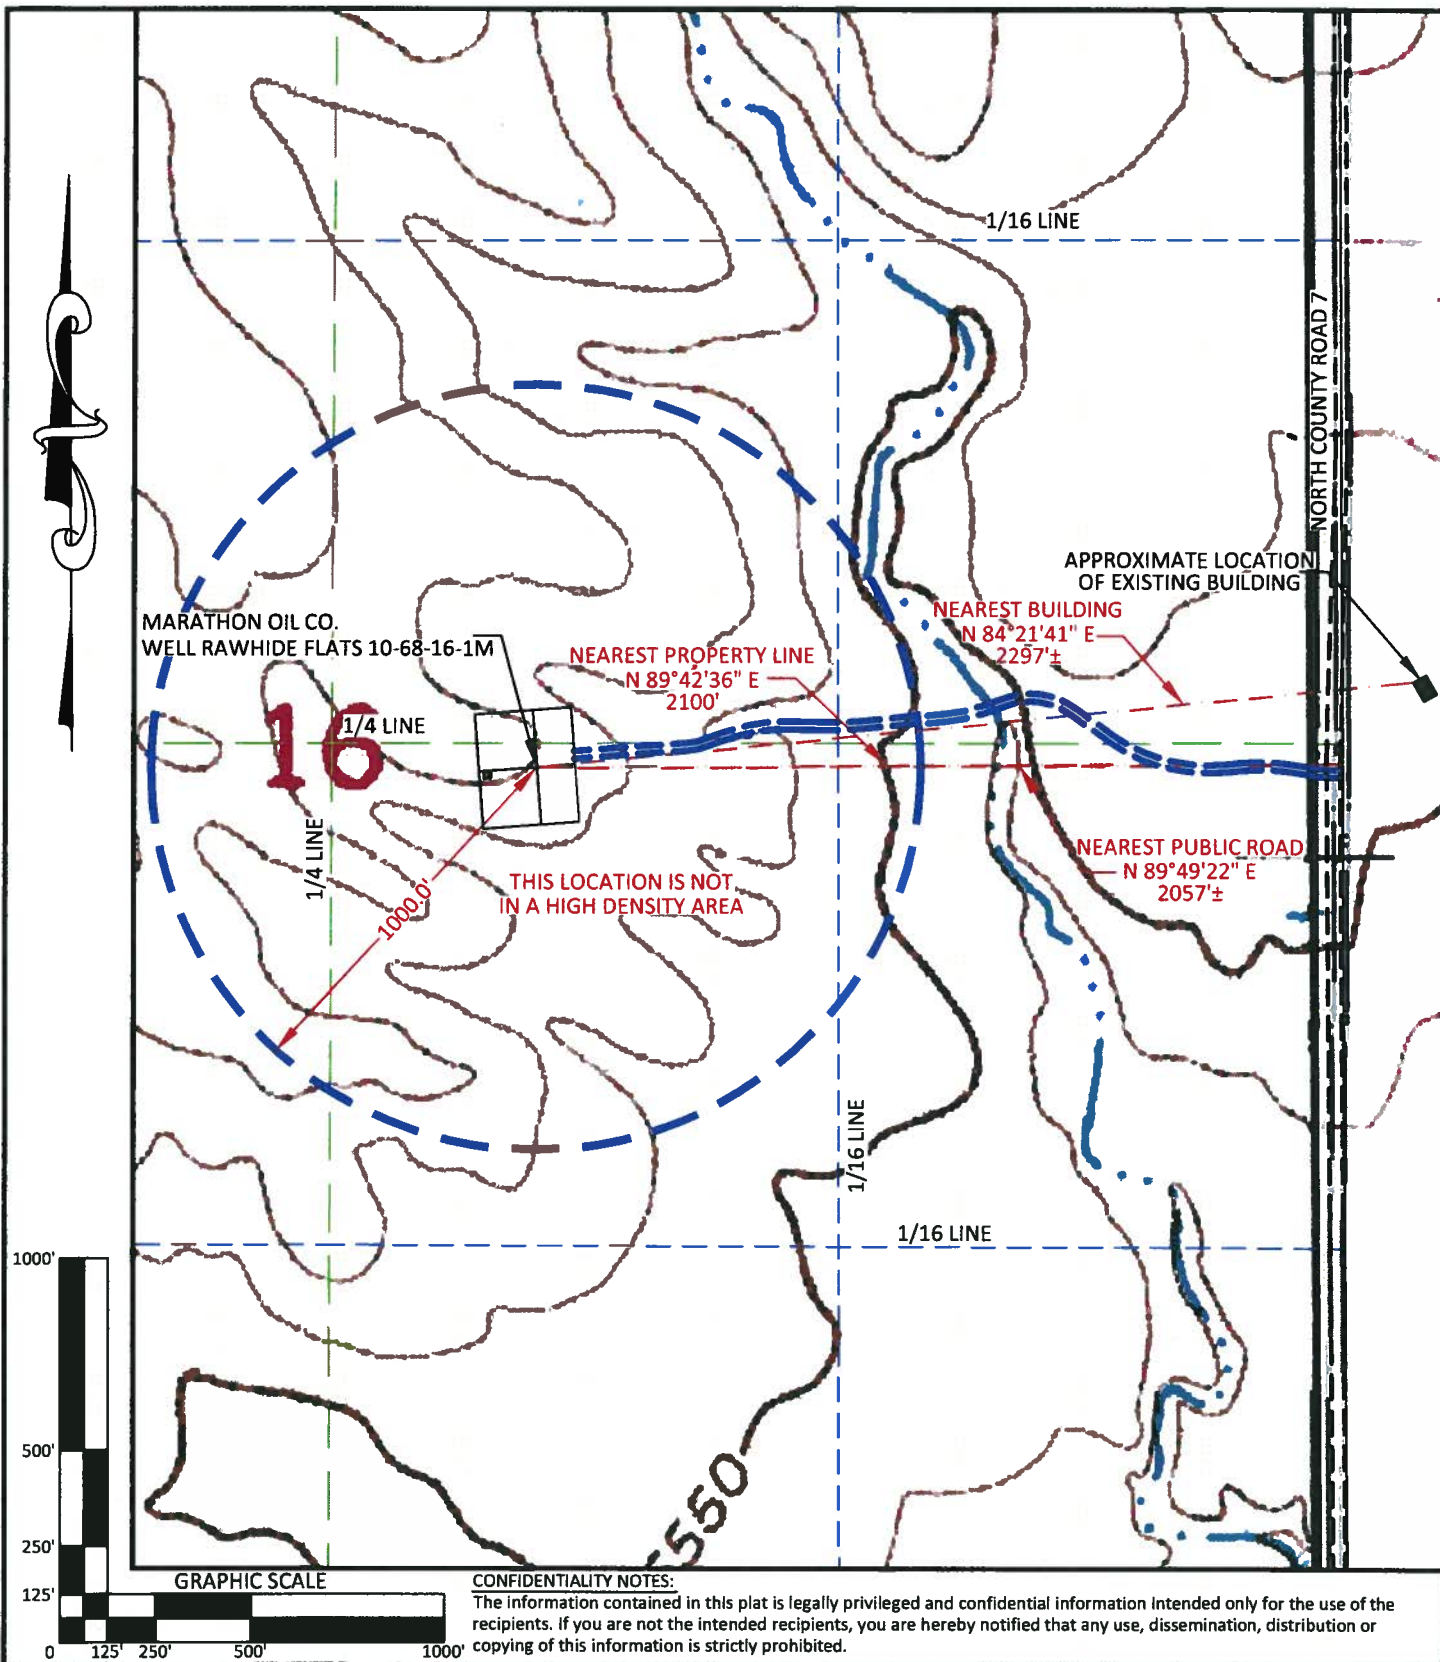 1/16 LINE
NORTH COUNTY ROAD 7
APPROXIMATE LOCATION
OF EXISTING BUILDING
NEAREST BUILDING
N 84°21'41" E
2297'±
MARATHON OIL CO.
WELL RAWHIDE FLATS 10-68-16-1M
NEAREST PROPERTY LINE
N 89°42'36" E
2100'
16
1/4 LINE
1/4 LINE
NEAREST PUBLIC ROAD
N 89°49'22" E
2057'±
THIS LOCATION IS NOT
IN A HIGH DENSITY AREA
1000.0'
1/16 LINE
1/16 LINE
550
1000'
500'
250'
125'
0 125' 250' 500' 1000'
GRAPHIC SCALE
CONFIDENTIALITY NOTES:
The information contained in this plat is legally privileged and confidential information intended only for the use of the
recipients. If you are not the intended recipients, you are hereby notified that any use, dissemination, distribution or
copying of this information is strictly prohibited.